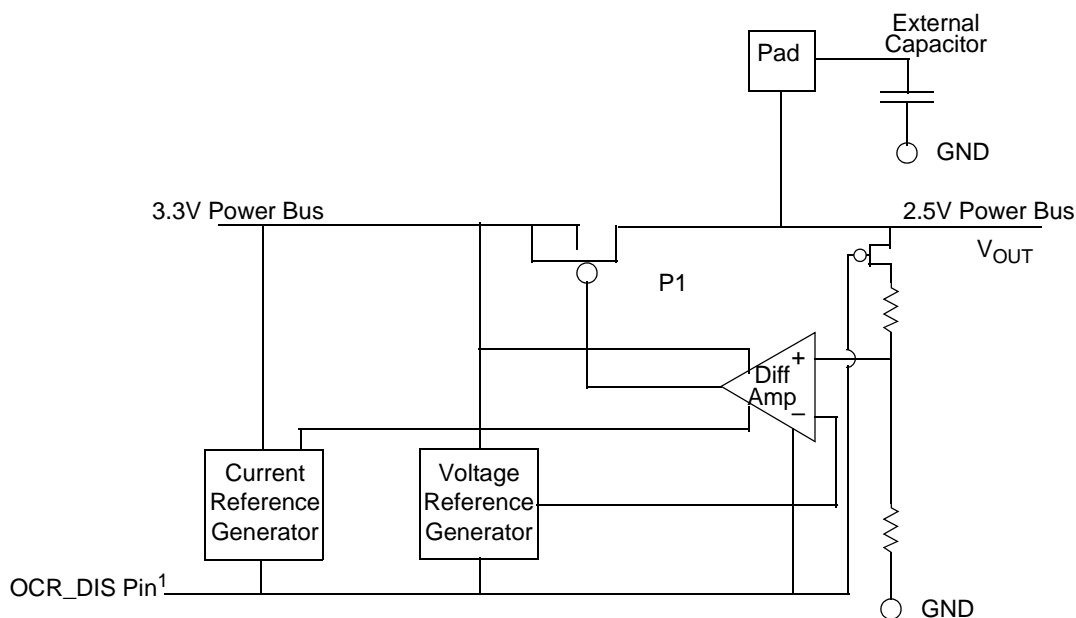 External
Capacitor
Pad
GND
3.3V Power Bus
2.5V Power Bus
VOUT
P1
+
Diff
Amp
–
Current
Reference
Generator
Voltage
Reference
Generator
OCR_DIS Pin1
GND